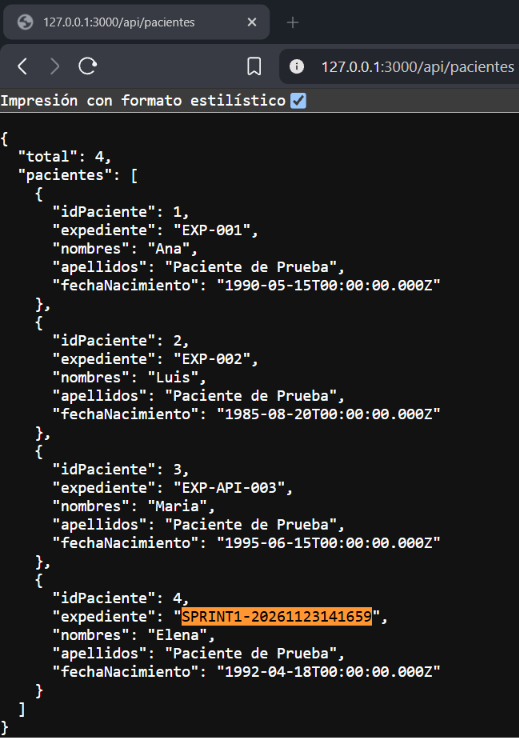 127.0.0.1:3000/api/pacientes
127.0.0.1:3000/api/pacientes
Impresión con formato estilístico
{
  "total": 4,
  "pacientes": [
    {
      "idPaciente": 1,
      "expediente": "EXP-001",
      "nombres": "Ana",
      "apellidos": "Paciente de Prueba",
      "fechaNacimiento": "1990-05-15T00:00:00.000Z"
    },
    {
      "idPaciente": 2,
      "expediente": "EXP-002",
      "nombres": "Luis",
      "apellidos": "Paciente de Prueba",
      "fechaNacimiento": "1985-08-20T00:00:00.000Z"
    },
    {
      "idPaciente": 3,
      "expediente": "EXP-API-003",
      "nombres": "Maria",
      "apellidos": "Paciente de Prueba",
      "fechaNacimiento": "1995-06-15T00:00:00.000Z"
    },
    {
      "idPaciente": 4,
      "expediente": "SPRINT1-20261123141659",
      "nombres": "Elena",
      "apellidos": "Paciente de Prueba",
      "fechaNacimiento": "1992-04-18T00:00:00.000Z"
    }
  ]
}